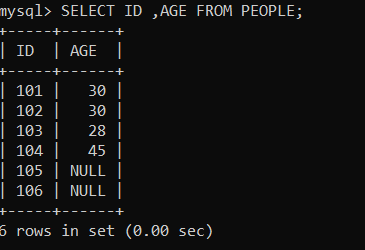 mysql> SELECT ID ,AGE FROM PEOPLE;
+-----+------+
| ID  | AGE  |
+-----+------+
| 101 |   30 |
| 102 |   30 |
| 103 |   28 |
| 104 |   45 |
| 105 | NULL |
| 106 | NULL |
+-----+------+
6 rows in set (0.00 sec)